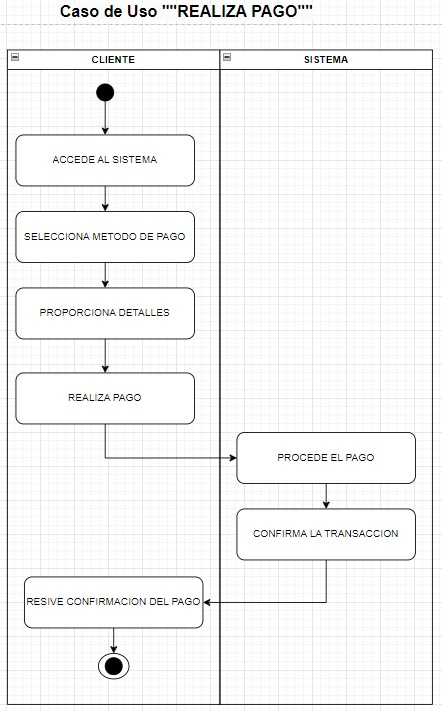 Caso de Uso ""REALIZA PAGO""
CLIENTE
SISTEMA
ACCEDE AL SISTEMA
SELECCIONA METODO DE PAGO
PROPORCIONA DETALLES
REALIZA PAGO
PROCEDE EL PAGO
CONFIRMA LA TRANSACCION
RESIVE CONFIRMACION DEL PAGO